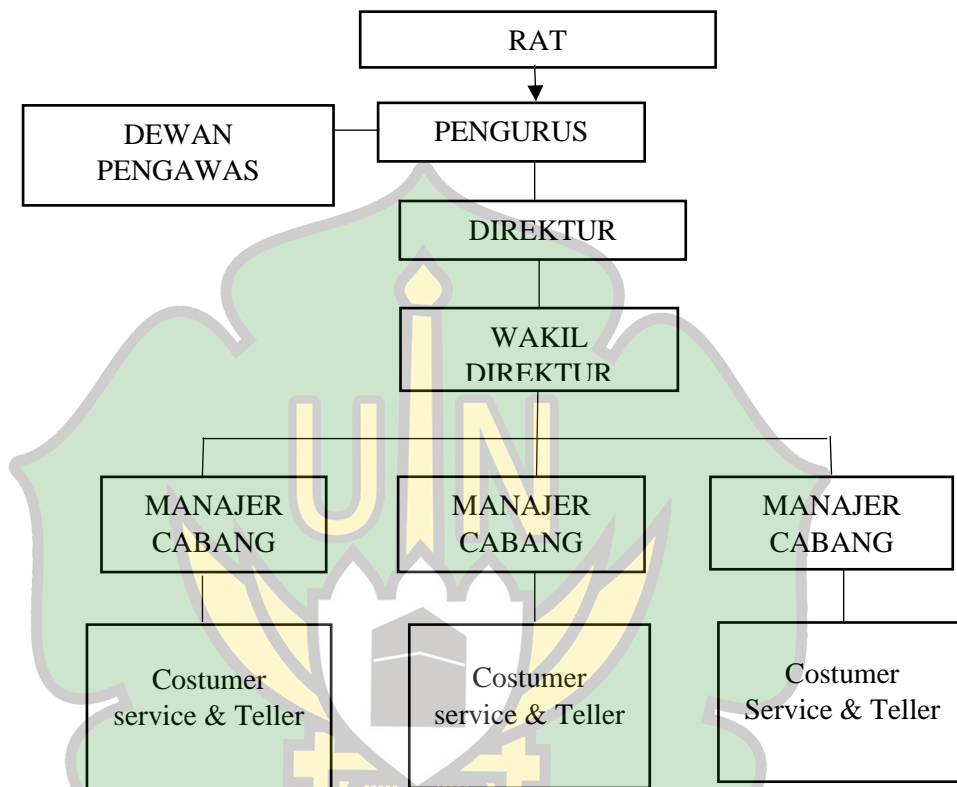 RAT
DEWAN
PENGAWAS
PENGURUS
DIREKTUR
WAKIL
DIREKTUR
UIN
MANAJER
CABANG
MANAJER
CABANG
MANAJER
CABANG
Costumer
service & Teller
Costumer
service & Teller
Costumer
Service & Teller